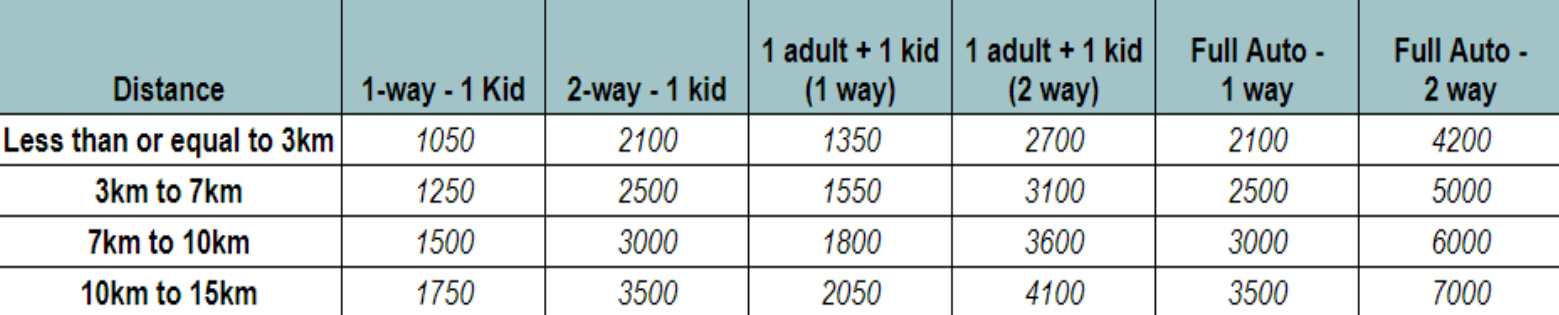 Distance 1-way - 1 Kid 2-way - 1 kid 1 adult + 1 kid (1 way) 1 adult + 1 kid (2 way) Full Auto - 1 way Full Auto - 2 way
Less than or equal to 3km 1050 2100 1350 2700 2100 4200
3km to 7km 1250 2500 1550 3100 2500 5000
7km to 10km 1500 3000 1800 3600 3000 6000
10km to 15km 1750 3500 2050 4100 3500 7000